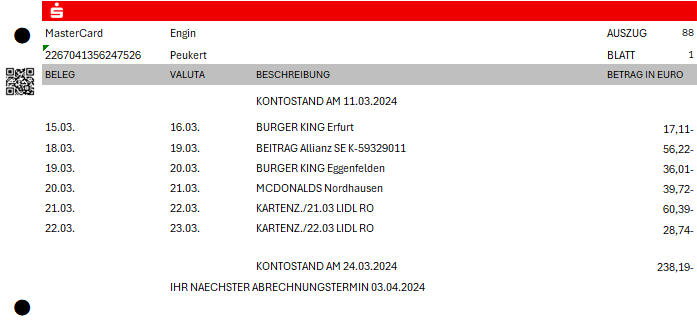 MasterCard Engin AUSZUG 88
2267041356247526 Peukert BLATT 1
BELEG VALUTA BESCHREIBUNG BETRAG IN EURO
KONTOSTAND AM 11.03.2024
15.03. 16.03. BURGER KING Erfurt 17,11-
18.03. 19.03. BEITRAG Allianz SE K-59329011 56,22-
19.03. 20.03. BURGER KING Eggenfelden 36,01-
20.03. 21.03. MCDONALDS Nordhausen 39,72-
21.03. 22.03. KARTENZ./21.03 LIDL RO 60,39-
22.03. 23.03. KARTENZ./22.03 LIDL RO 28,74-
KONTOSTAND AM 24.03.2024 238,19-
IHR NAECHSTER ABRECHNUNGSTERMIN 03.04.2024